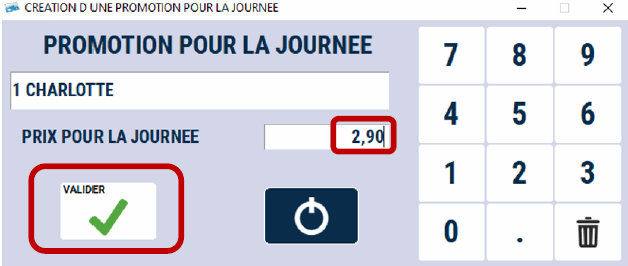 CREATION D UNE PROMOTION POUR LA JOURNEE
PROMOTION POUR LA JOURNEE
1 CHARLOTTE
PRIX POUR LA JOURNEE 2,90
VALIDER
7 8 9
4 5 6
1 2 3
0 .